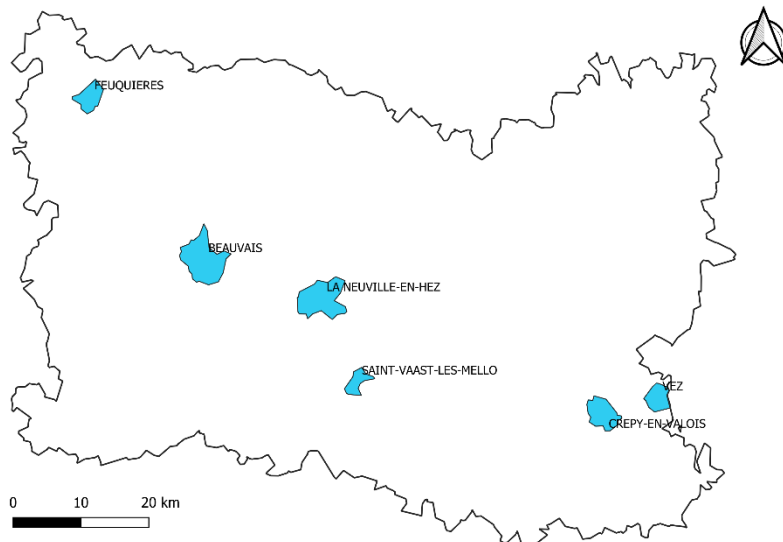 FEUQUIERES
BEAUVAIS
LA NEUVILLE-EN-HEZ
SAINT-VAAST-LES-MELLO
VEZ
CREPY-EN-VALOIS
0 10 20 km